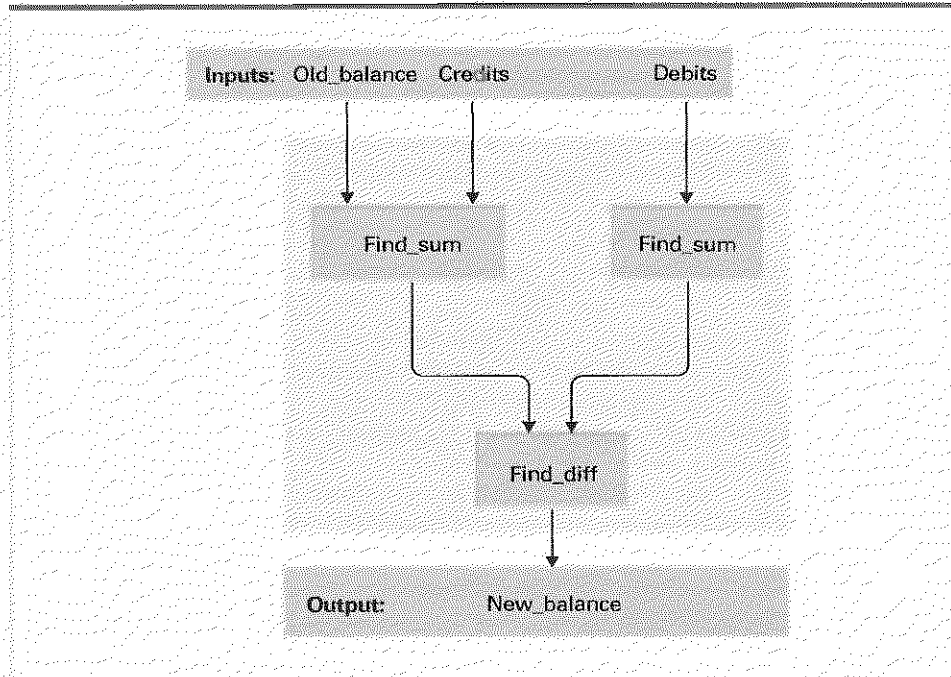 Inputs: Old_balance Credits Debits
Find_sum Find_sum
Find_diff
Output: New_balance